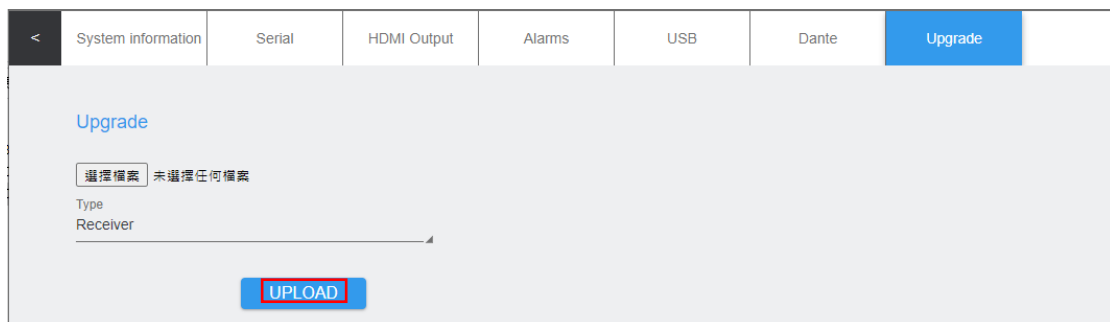 < System information Serial HDMI Output Alarms USB Dante Upgrade
Upgrade
選擇檔案 未選擇任何檔案
Type
Receiver
UPLOAD